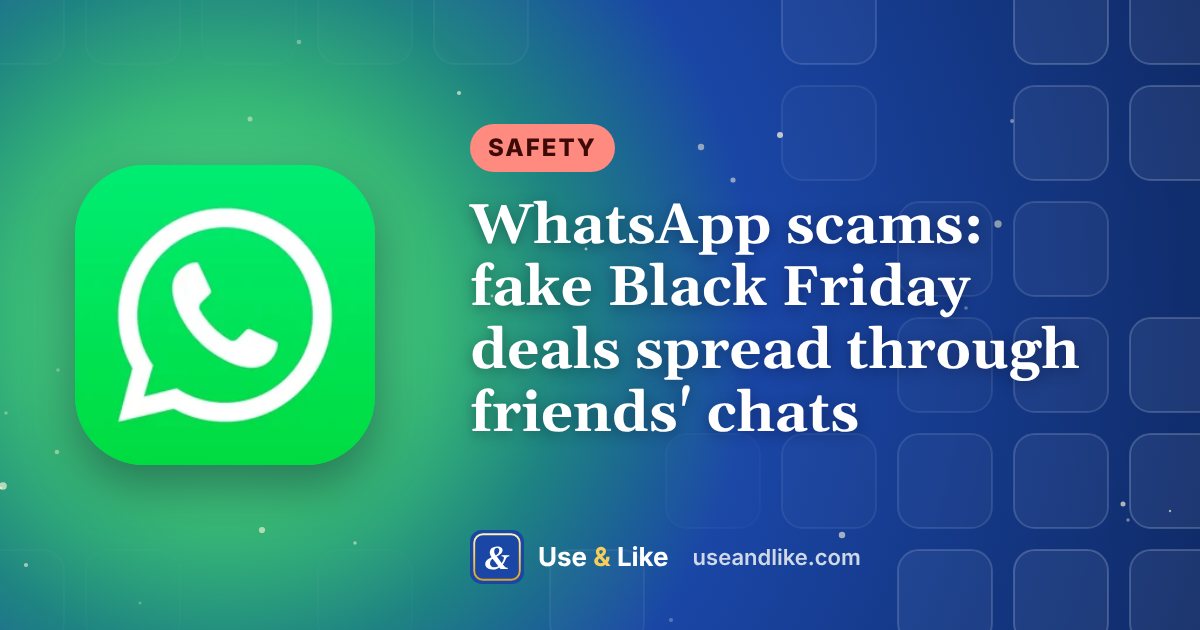 SAFETY
WhatsApp scams:
fake Black Friday
deals spread through
friends' chats
& Use & Like useandlike.com